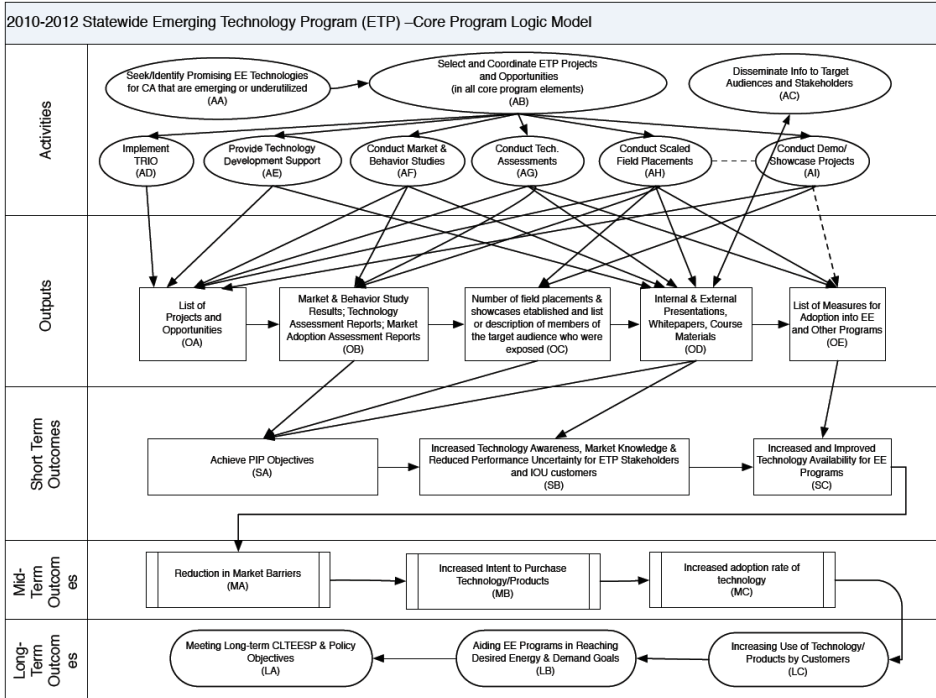 2010-2012 Statewide Emerging Technology Program (ETP) –Core Program Logic Model
Activities
Seek/Identify Promising EE Technologies
for CA that are emerging or underutilized
(AA)
Select and Coordinate ETP Projects
and Opportunities
(in all core program elements)
(AB)
Disseminate Info to Target
Audiences and Stakeholders
(AC)
Implement
TRIO
(AD)
Provide Technology
Development Support
(AE)
Conduct Market &
Behavior Studies
(AF)
Conduct Tech.
Assessments
(AG)
Conduct Scaled
Field Placements
(AH)
Conduct Demo/
Showcase Projects
(AI)
Outputs
List of
Projects and
Opportunities
(OA)
Market & Behavior Study
Results; Technology
Assessment Reports; Market
Adoption Assessment Reports
(OB)
Number of field placements &
showcases etablished and list
or description of members of
the target audience who were
exposed (OC)
Internal & External
Presentations,
Whitepapers, Course
Materials
(OD)
List of Measures for
Adoption into EE
and Other Programs
(OE)
Short Term
Outcomes
Achieve PIP Objectives
(SA)
Increased Technology Awareness, Market Knowledge &
Reduced Performance Uncertainty for ETP Stakeholders
and IOU customers
(SB)
Increased and Improved
Technology Availability for EE
Programs
(SC)
Mid-
Term
Outcom
es
Reduction in Market Barriers
(MA)
Increased Intent to Purchase
Technology/Products
(MB)
Increased adoption rate of
technology
(MC)
Long-
Term
Outcom
es
Meeting Long-term CLTEESP & Policy
Objectives
(LA)
Aiding EE Programs in Reaching
Desired Energy & Demand Goals
(LB)
Increasing Use of Technology/
Products by Customers
(LC)